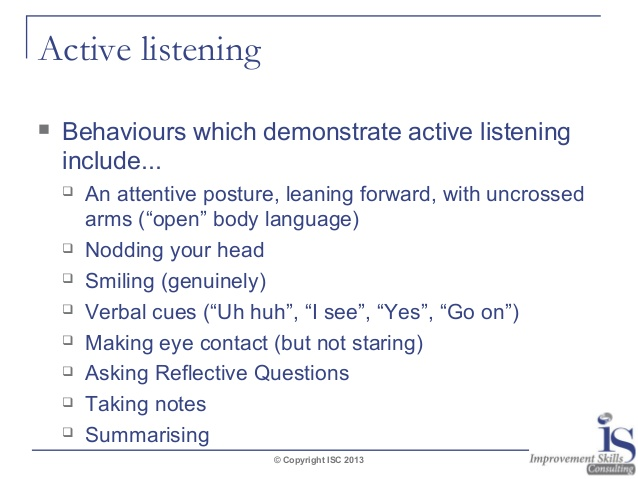 Active listening
Behaviours which demonstrate active listening
include...
An attentive posture, leaning forward, with uncrossed
arms (“open” body language)
Nodding your head
Smiling (genuinely)
Verbal cues (“Uh huh”, “I see”, “Yes”, “Go on”)
Making eye contact (but not staring)
Asking Reflective Questions
Taking notes
Summarising
© Copyright ISC 2013
is
Improvement Skills
Consulting